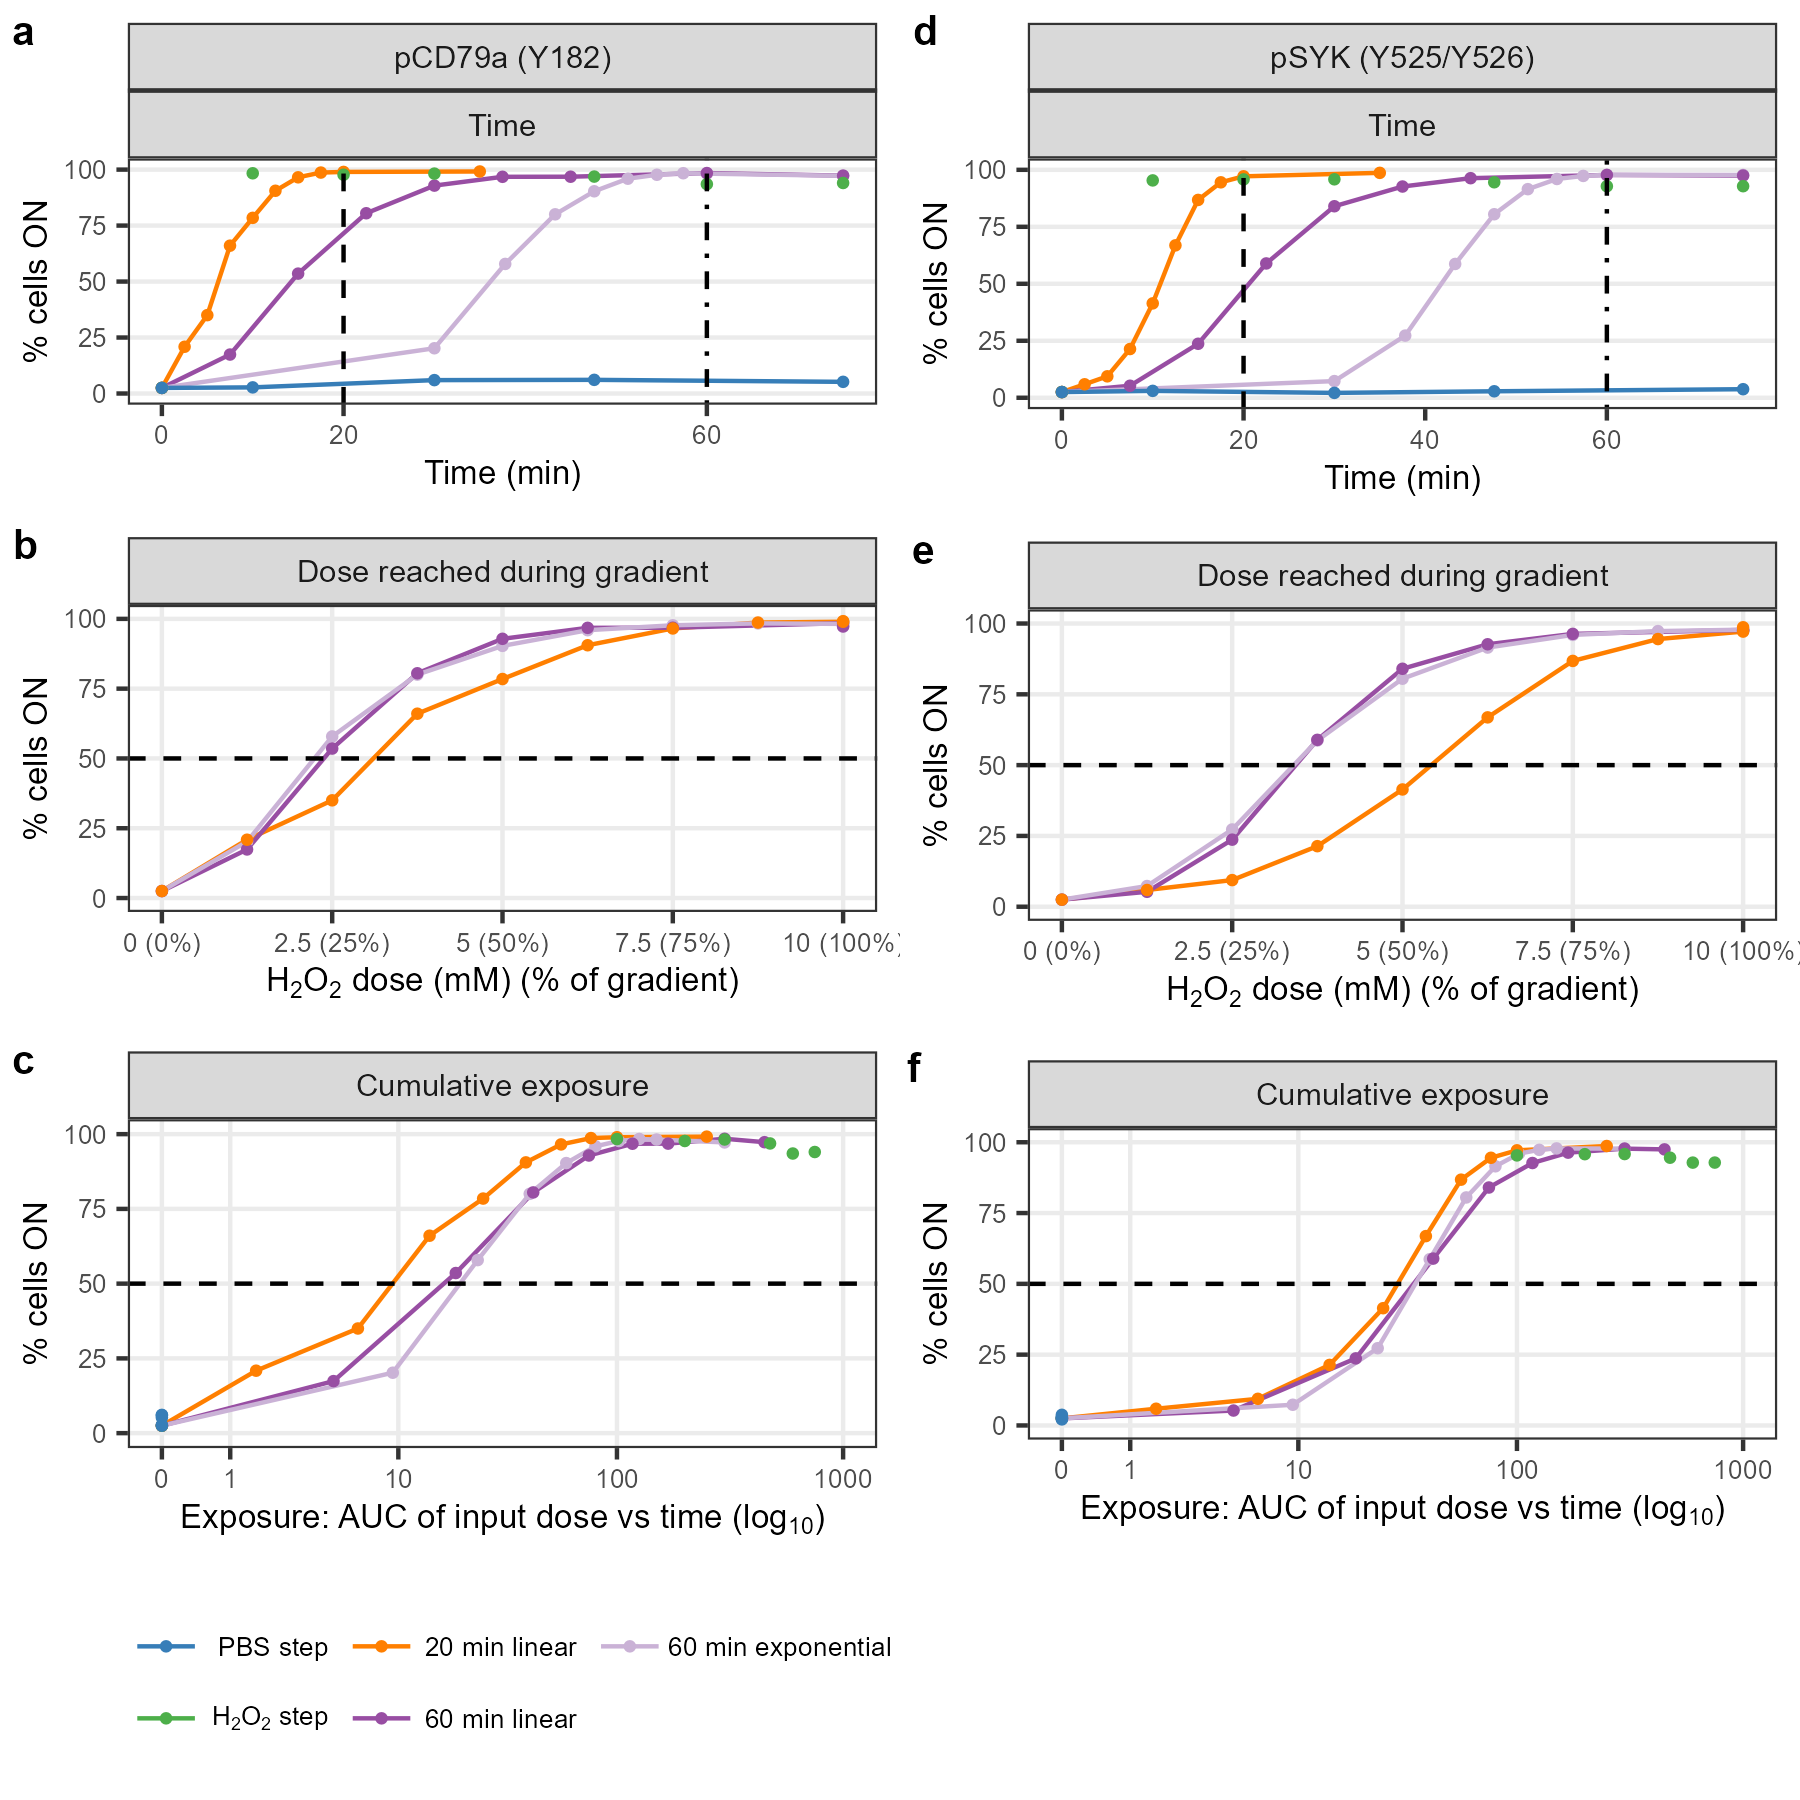 a
pCD79a (Y182)
Time
100
75
50
25
0
% cells ON
0 20 60
Time (min)
b
Dose reached during gradient
100
75
50
25
0
% cells ON
0 (0%) 2.5 (25%) 5 (50%) 7.5 (75%) 10 (100%)
H₂O₂ dose (mM) (% of gradient)
c
Cumulative exposure
100
75
50
25
0
% cells ON
0 1 10 100 1000
Exposure: AUC of input dose vs time (log₁₀)
d
pSYK (Y525/Y526)
Time
100
75
50
25
0
% cells ON
0 20 40 60
Time (min)
e
Dose reached during gradient
100
75
50
25
0
% cells ON
0 (0%) 2.5 (25%) 5 (50%) 7.5 (75%) 10 (100%)
H₂O₂ dose (mM) (% of gradient)
f
Cumulative exposure
100
75
50
25
0
% cells ON
0 1 10 100 1000
Exposure: AUC of input dose vs time (log₁₀)
PBS step 20 min linear 60 min exponential
H₂O₂ step 60 min linear